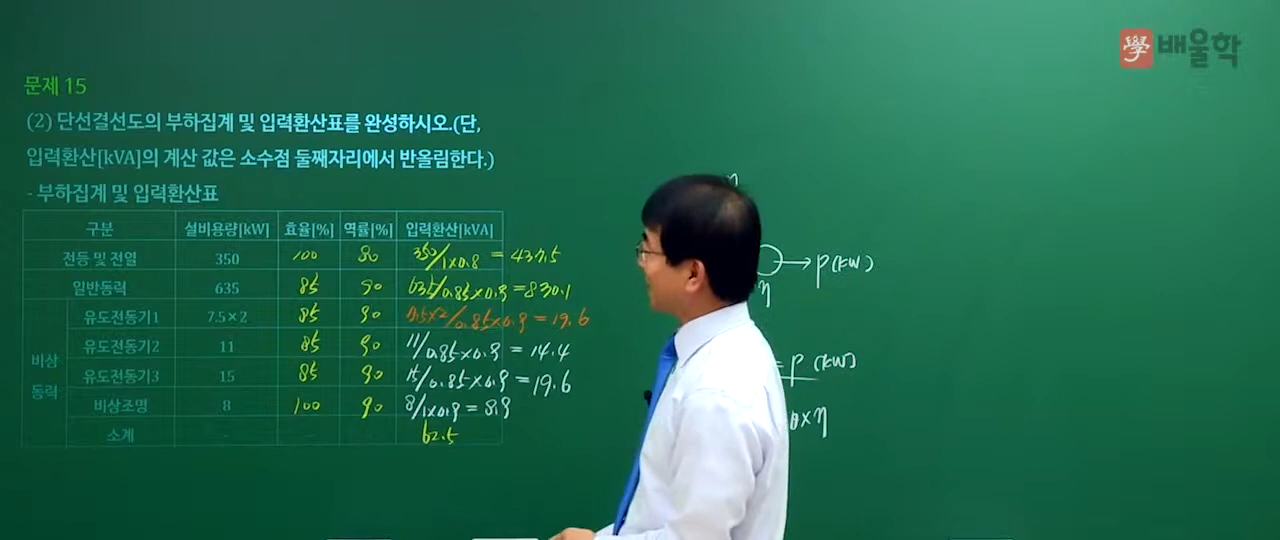 學 배울학
문제 15
(2) 단선결선도의 부하집계 및 입력환산표를 완성하시오.(단,
입력환산[kVA]의 계산 값은 소수점 둘째자리에서 반올림한다.)
- 부하집계 및 입력환산표
구분 설비용량[kW] 효율[%] 역률[%] 입력환산[kVA]
전등 및 전열 350 100 80 350/1×0.8 = 437.5
일반동력 635 85 90 635/0.85×0.9 = 830.1
비상 동력
유도전동기1 7.5×2 85 90 7.5×2/0.85×0.9 = 19.6
유도전동기2 11 85 90 11/0.85×0.9 = 14.4
유도전동기3 15 85 90 15/0.85×0.9 = 19.6
비상조명 8 100 90 8/1×0.9 = 8.9
소계 - - - 62.5
→ P(kW)
η
= P (kW)
θ×η